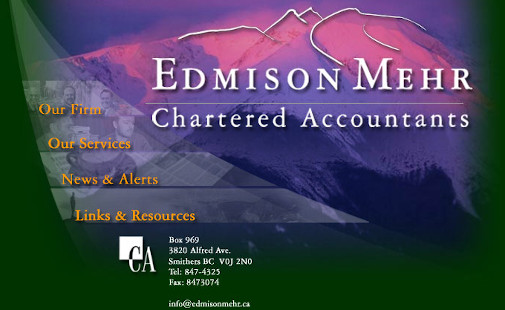 EDMISON MEHR
Chartered Accountants
Our Firm
Our Services
News & Alerts
Links & Resources
CA
Box 969
3820 Alfred Ave.
Smithers BC V0J 2N0
Tel: 847-4325
Fax: 8473074
info@edmisonmehr.ca